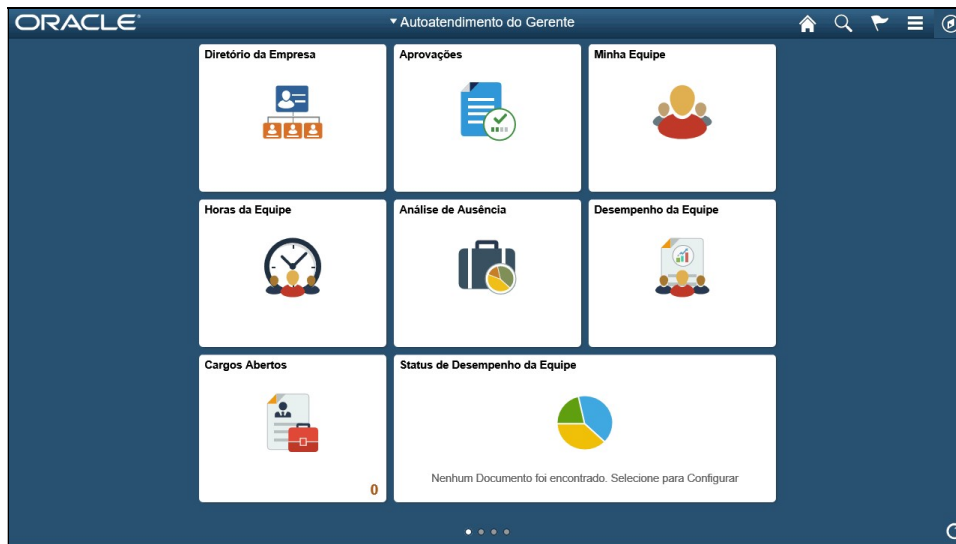 ORACLE
Autoatendimento do Gerente
Diretório da Empresa
Aprovações
Minha Equipe
Horas da Equipe
Análise de Ausência
Desempenho da Equipe
Cargos Abertos
0
Status de Desempenho da Equipe
Nenhum Documento foi encontrado. Selecione para Configurar